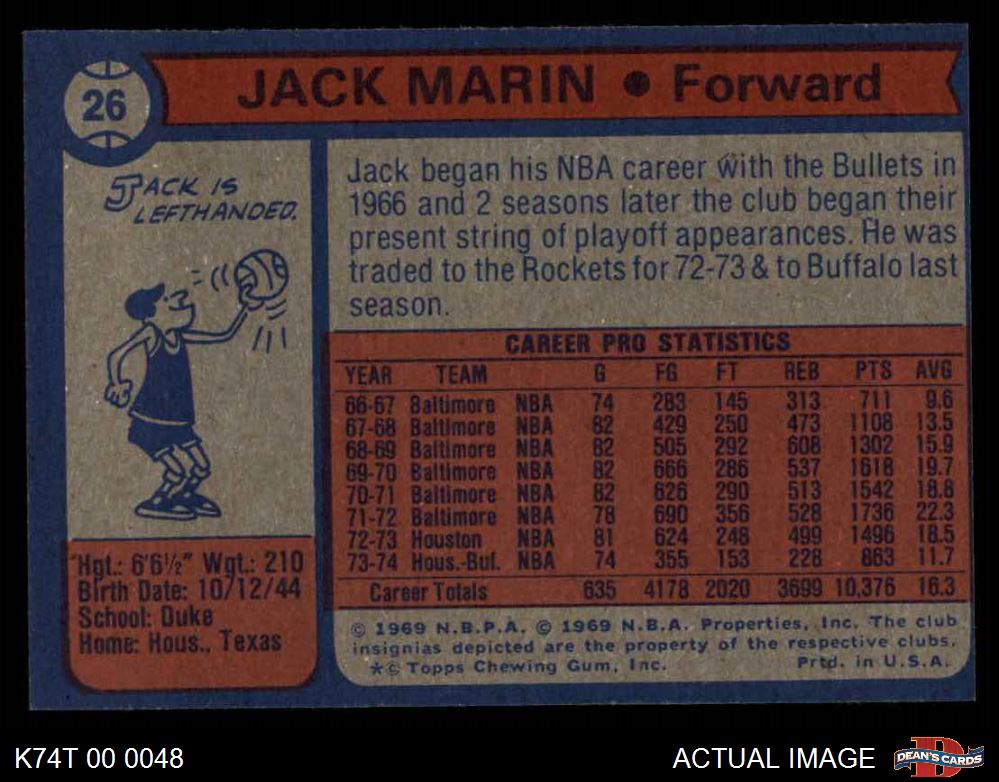 26
JACK MARIN • Forward
JACK IS
LEFTHANDED.
Jack began his NBA career with the Bullets in
1966 and 2 seasons later the club began their
present string of playoff appearances. He was
traded to the Rockets for 72-73 & to Buffalo last
season.
CAREER PRO STATISTICS
YEAR TEAM G FG FT REB PTS AVG
66-67 Baltimore NBA 74 283 145 313 711 9.6
67-68 Baltimore NBA 82 429 250 473 1108 13.5
68-69 Baltimore NBA 82 505 292 608 1302 15.9
69-70 Baltimore NBA 82 666 286 537 1618 19.7
70-71 Baltimore NBA 82 626 290 513 1542 18.8
71-72 Baltimore NBA 78 690 356 528 1736 22.3
72-73 Houston NBA 81 624 248 499 1496 18.5
73-74 Hous.-Buf. NBA 74 355 153 228 863 11.7
Career Totals 635 4178 2020 3699 10,376 16.3
Hgt.: 6'6½" Wgt.: 210
Birth Date: 10/12/44
School: Duke
Home: Hous., Texas
© 1969 N.B.P.A. © 1969 N.B.A. Properties, Inc. The club
insignias depicted are the property of the respective clubs.
*© Topps Chewing Gum, Inc. Prtd. in U.S.A.
K74T 00 0048
ACTUAL IMAGE
D
DEAN'S CARDS